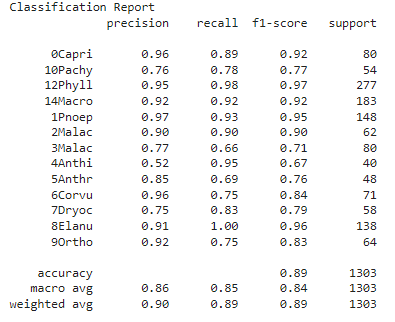 Classification Report
precision recall f1-score support
0Capri 0.96 0.89 0.92 80
10Pachy 0.76 0.78 0.77 54
12Phyll 0.95 0.98 0.97 277
14Macro 0.92 0.92 0.92 183
1Pnoep 0.97 0.93 0.95 148
2Malac 0.90 0.90 0.90 62
3Malac 0.77 0.66 0.71 80
4Anthi 0.52 0.95 0.67 40
5Anthr 0.85 0.69 0.76 48
6Corvu 0.96 0.75 0.84 71
7Dryoc 0.75 0.83 0.79 58
8Elanu 0.91 1.00 0.96 138
9Ortho 0.92 0.75 0.83 64
accuracy 0.89 1303
macro avg 0.86 0.85 0.84 1303
weighted avg 0.90 0.89 0.89 1303